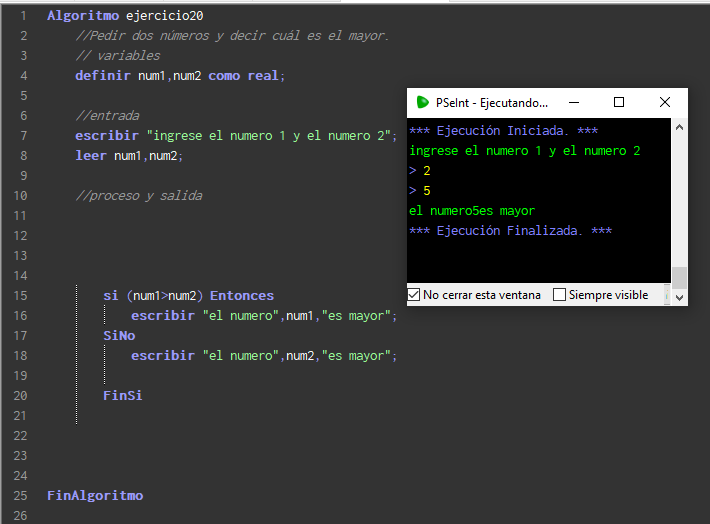 1 Algoritmo ejercicio20
2 //Pedir dos números y decir cuál es el mayor.
3 // variables
4 definir num1,num2 como real;
5
6 //entrada
7 escribir "ingrese el numero 1 y el numero 2";
8 leer num1,num2;
9
10 //proceso y salida
11
12
13
14
15 si (num1>num2) Entonces
16 escribir "el numero",num1,"es mayor";
17 SiNo
18 escribir "el numero",num2,"es mayor";
19
20 FinSi
21
22
23
24
25 FinAlgoritmo
26
PSeInt - Ejecutando...
*** Ejecución Iniciada. ***
ingrese el numero 1 y el numero 2
> 2
> 5
el numero5es mayor
*** Ejecución Finalizada. ***
No cerrar esta ventana Siempre visible